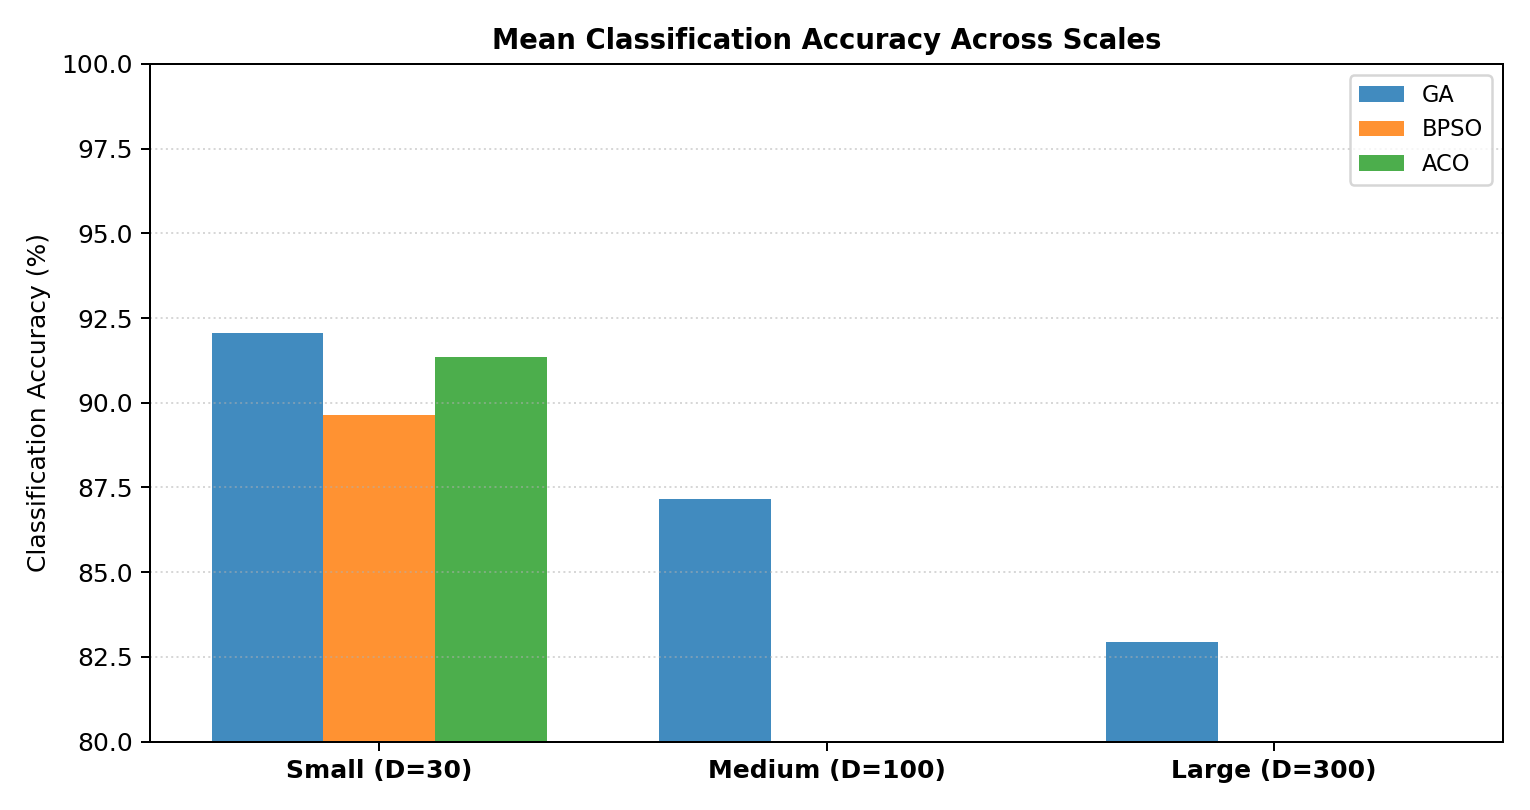 Mean Classification Accuracy Across Scales
100.0
97.5
95.0
92.5
90.0
87.5
85.0
82.5
80.0
Classification Accuracy (%)
GA
BPSO
ACO
Small (D=30)
Medium (D=100)
Large (D=300)